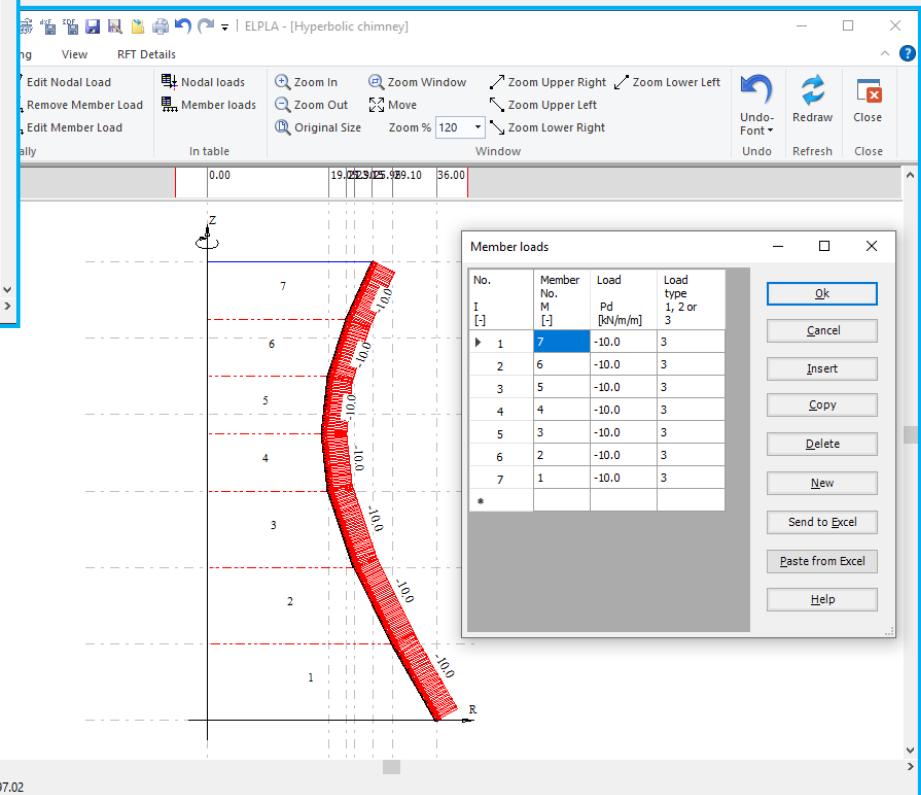 ELPLA - [Hyperbolic chimney]
ng View RFT Details
Edit Nodal Load
Remove Member Load
Edit Member Load
ally
Nodal loads
Member loads
In table
Zoom In Zoom Window Zoom Upper Right Zoom Lower Left
Zoom Out Move Zoom Upper Left
Original Size Zoom % 120 Zoom Lower Right
Window
Undo-
Font
Undo
Redraw
Refresh
Close
Close
0.00 36.00
Z
7
6
5
4
3
2
1
R
-10.0
-10.0
-10.0
-10.0
-10.0
-10.0
-10.0
Member loads
No.
I
[-]
Member
No.
M
[-]
Load
Pd
[kN/m/m]
Load
type
1, 2 or
3
1 7 -10.0 3
2 6 -10.0 3
3 5 -10.0 3
4 4 -10.0 3
5 3 -10.0 3
6 2 -10.0 3
7 1 -10.0 3
*
Ok
Cancel
Insert
Copy
Delete
New
Send to Excel
Paste from Excel
Help
97.02